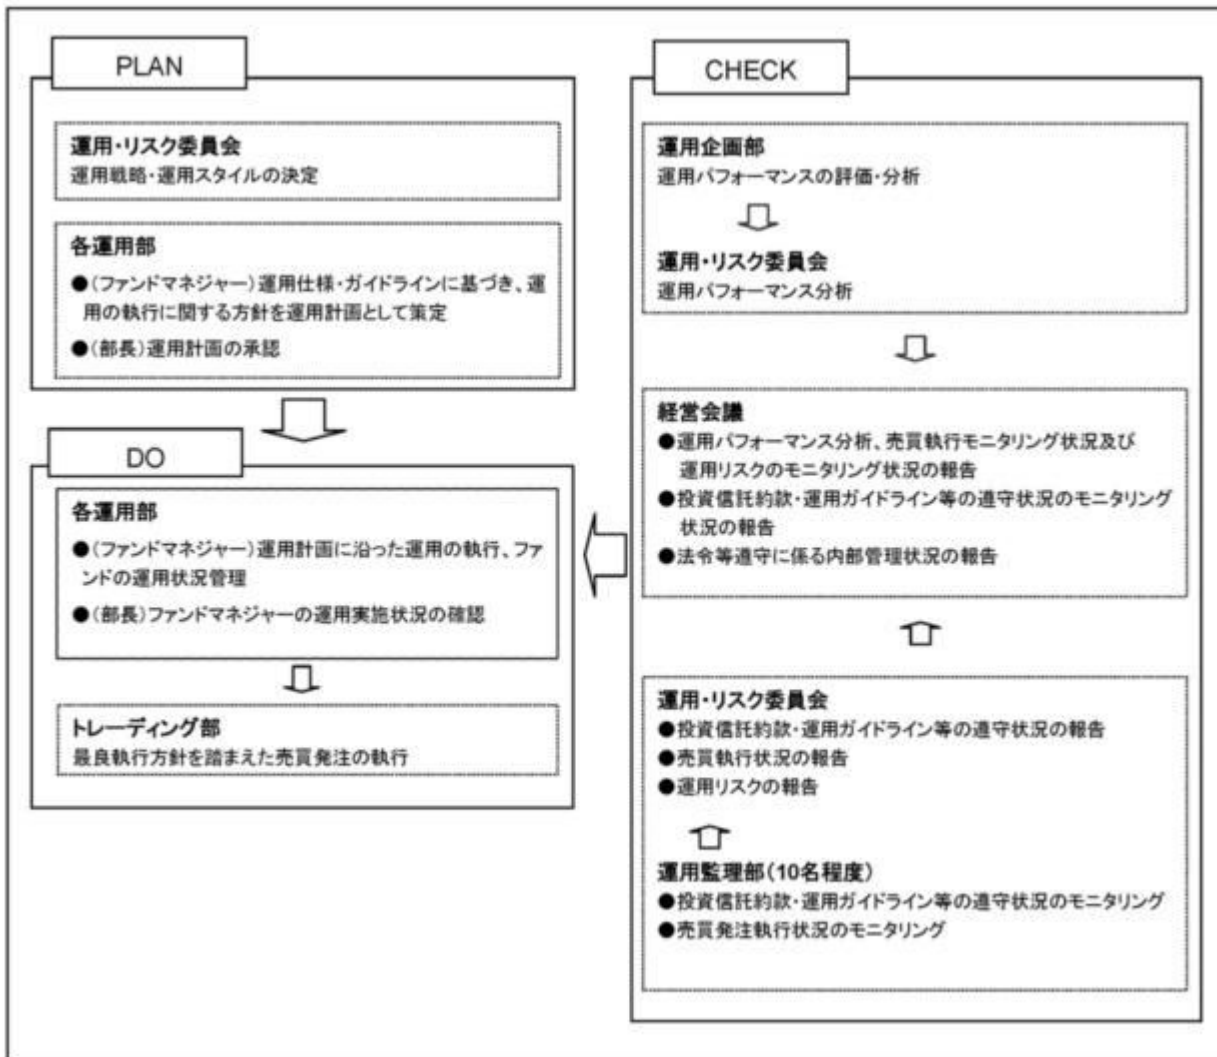 PLAN
運用・リスク委員会
運用戦略・運用スタイルの決定
各運用部
●(ファンドマネジャー)運用仕様・ガイドラインに基づき、運
用の執行に関する方針を運用計画として策定
●(部長)運用計画の承認
DO
各運用部
●(ファンドマネジャー)運用計画に沿った運用の執行、ファ
ンドの運用状況管理
●(部長)ファンドマネジャーの運用実施状況の確認
トレーディング部
最良執行方針を踏まえた売買発注の執行
CHECK
運用企画部
運用パフォーマンスの評価・分析
運用・リスク委員会
運用パフォーマンス分析
経営会議
●運用パフォーマンス分析、売買執行モニタリング状況及び
運用リスクのモニタリング状況の報告
●投資信託約款・運用ガイドライン等の遵守状況のモニタリング
状況の報告
●法令等遵守に係る内部管理状況の報告
運用・リスク委員会
●投資信託約款・運用ガイドライン等の遵守状況の報告
●売買執行状況の報告
●運用リスクの報告
運用監理部(10名程度)
●投資信託約款・運用ガイドライン等の遵守状況のモニタリング
●売買発注執行状況のモニタリング